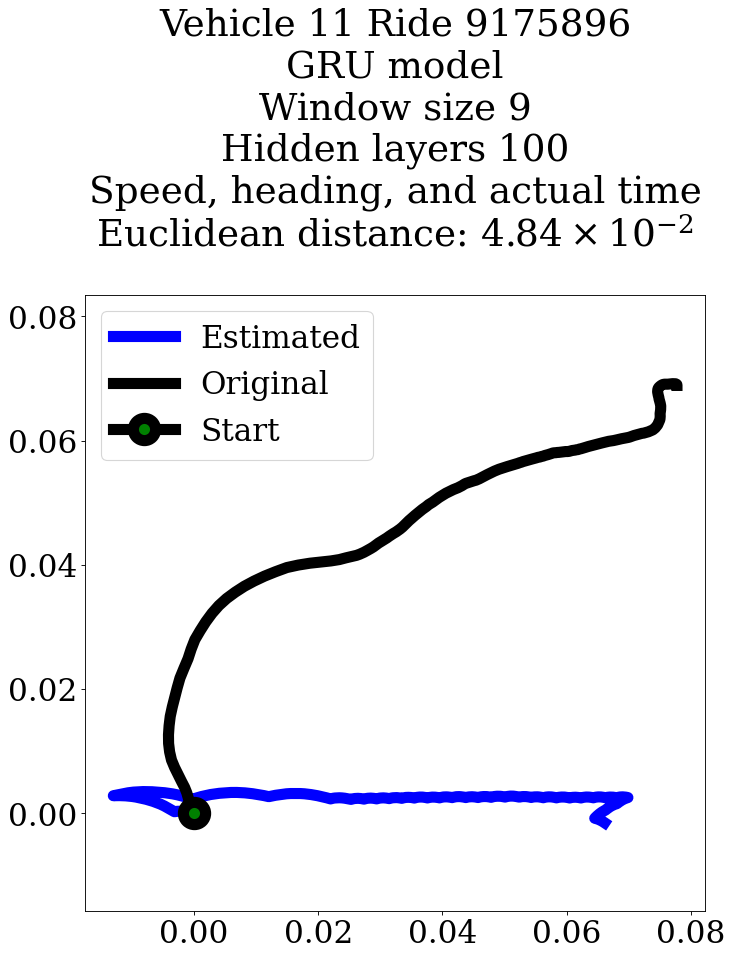 Vehicle 11 Ride 9175896
GRU model
Window size 9
Hidden layers 100
Speed, heading, and actual time
Euclidean distance: 4.84 × 10⁻²
Estimated
Original
Start
0.08
0.06
0.04
0.02
0.00
0.00 0.02 0.04 0.06 0.08